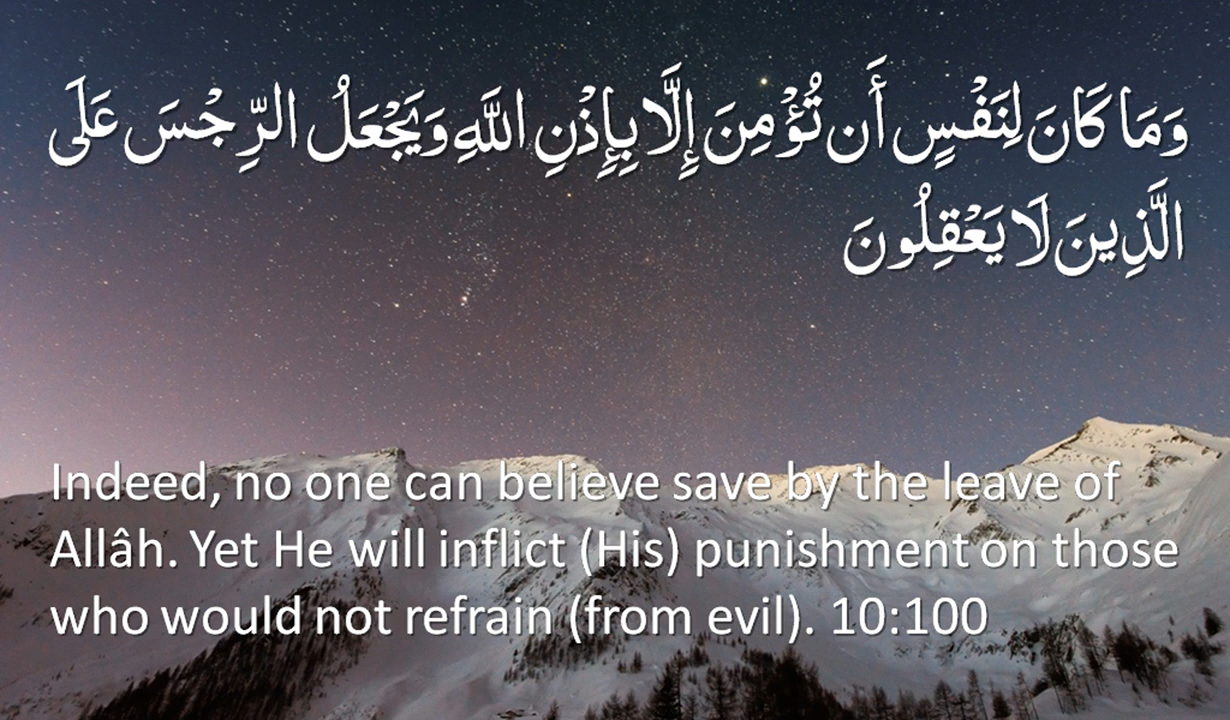 وَمَا كَانَ لِنَفْسٍ أَن تُؤْمِنَ إِلَّا بِإِذْنِ اللَّهِ وَيَجْعَلُ الرِّجْسَ عَلَى
الَّذِينَ لَا يَعْقِلُونَ
Indeed, no one can believe save by the leave of
Allâh. Yet He will inflict (His) punishment on those
who would not refrain (from evil). 10:100